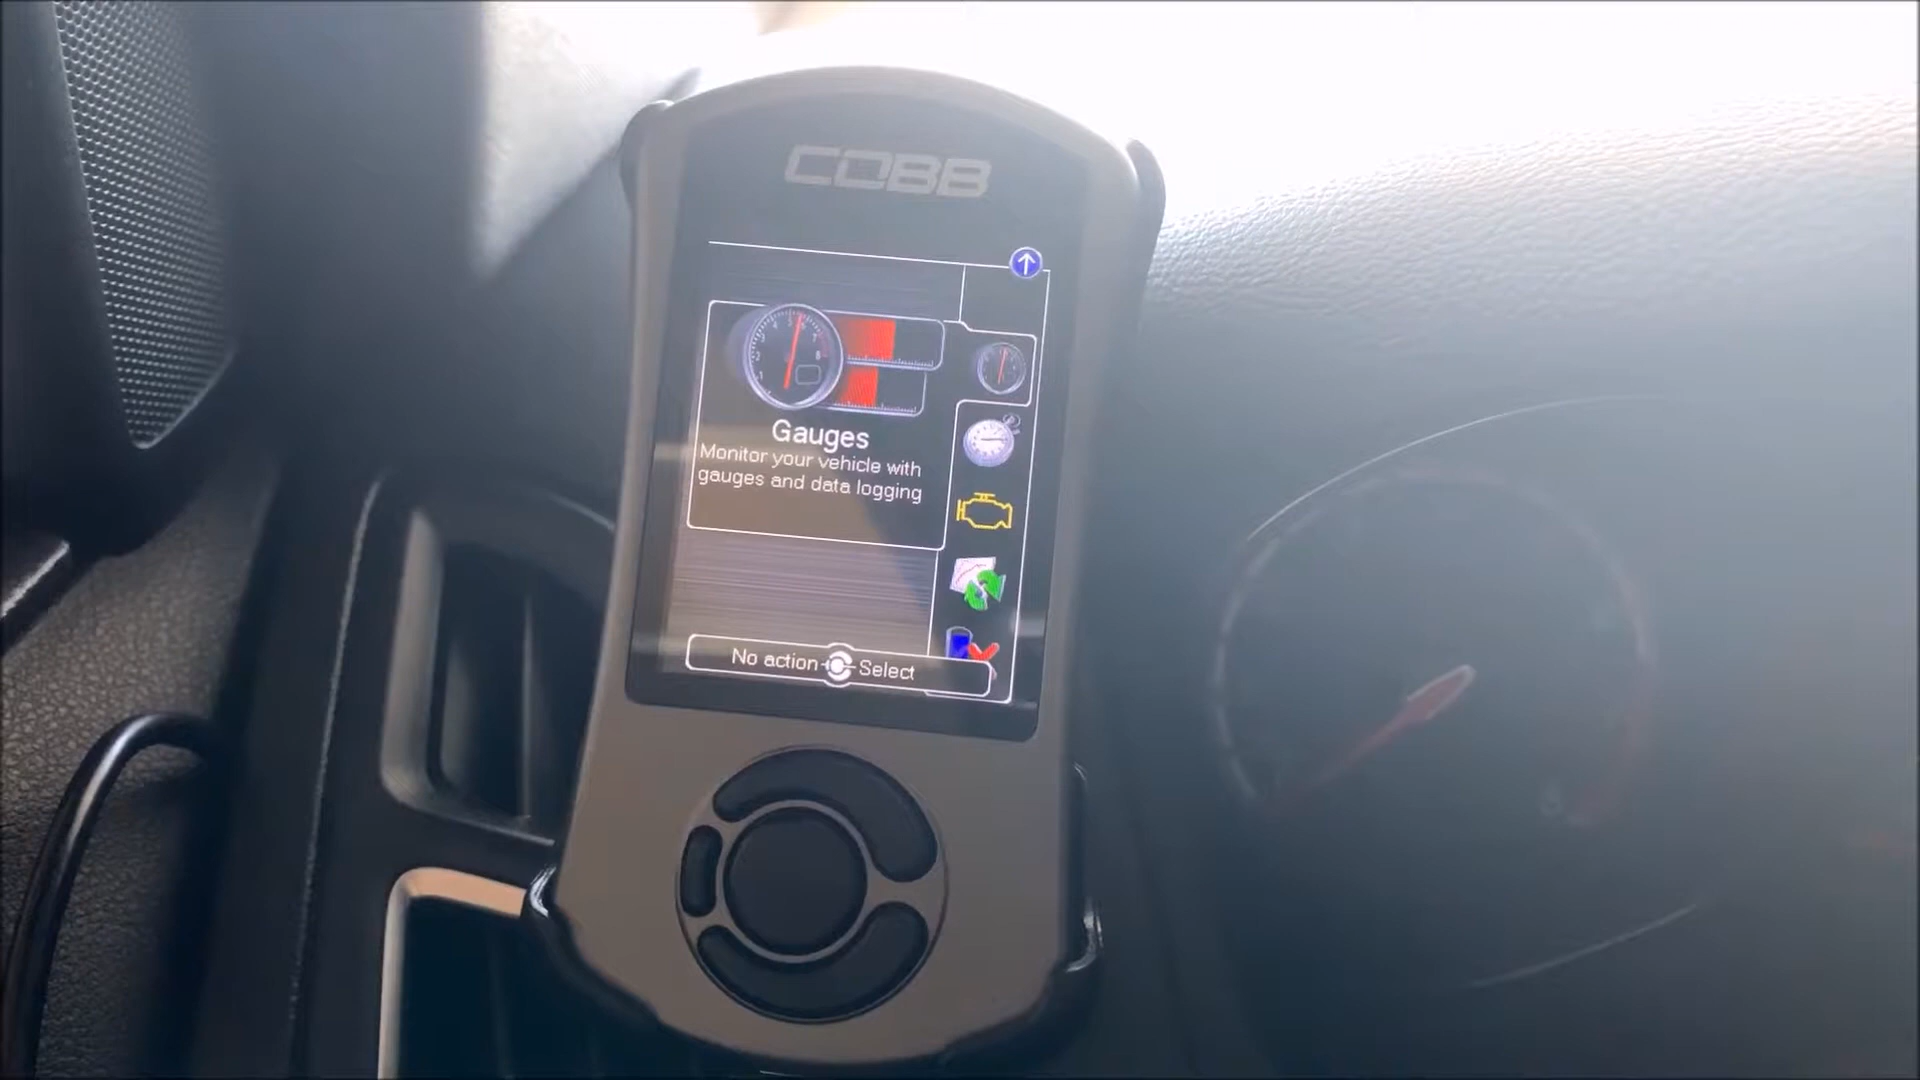 COBB
Gauges
Monitor your vehicle with
gauges and data logging
No action Select